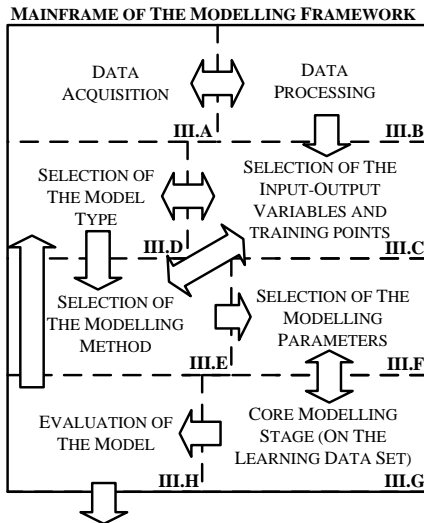 MAINFRAME OF THE MODELLING FRAMEWORK
DATA
ACQUISITION
III.A
DATA
PROCESSING
III.B
SELECTION OF
THE MODEL
TYPE
III.D
SELECTION OF THE
INPUT-OUTPUT
VARIABLES AND
TRAINING POINTS
III.C
SELECTION OF
THE MODELLING
METHOD
III.E
SELECTION OF THE
MODELLING
PARAMETERS
III.F
EVALUATION OF
THE MODEL
III.H
CORE MODELLING
STAGE (ON THE
LEARNING DATA SET)
III.G